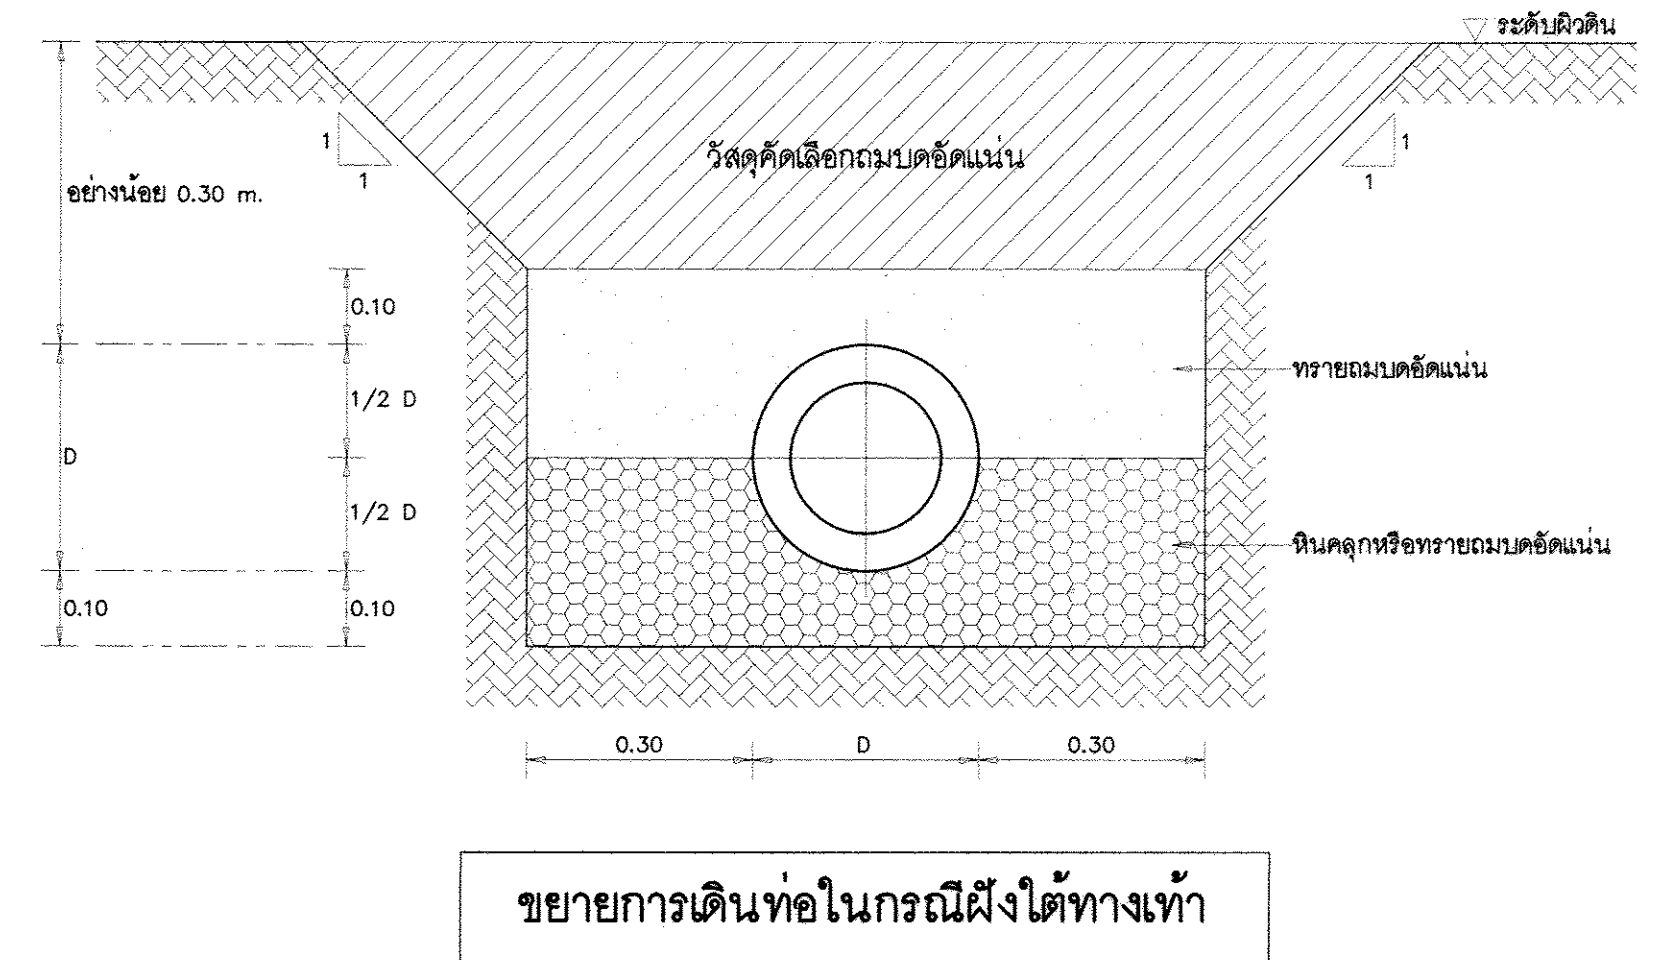 ระดับผิวดิน
1
1
วัสดุคัดเลือกถมบดอัดแน่น
1
1
อย่างน้อย 0.30 m.
0.10
ทรายถมบดอัดแน่น
1/2 D
D
1/2 D
หินคลุกหรือทรายถมบดอัดแน่น
0.10
0.10
0.30
D
0.30
ขยายการเดินท่อในกรณีฝังใต้ทางเท้า